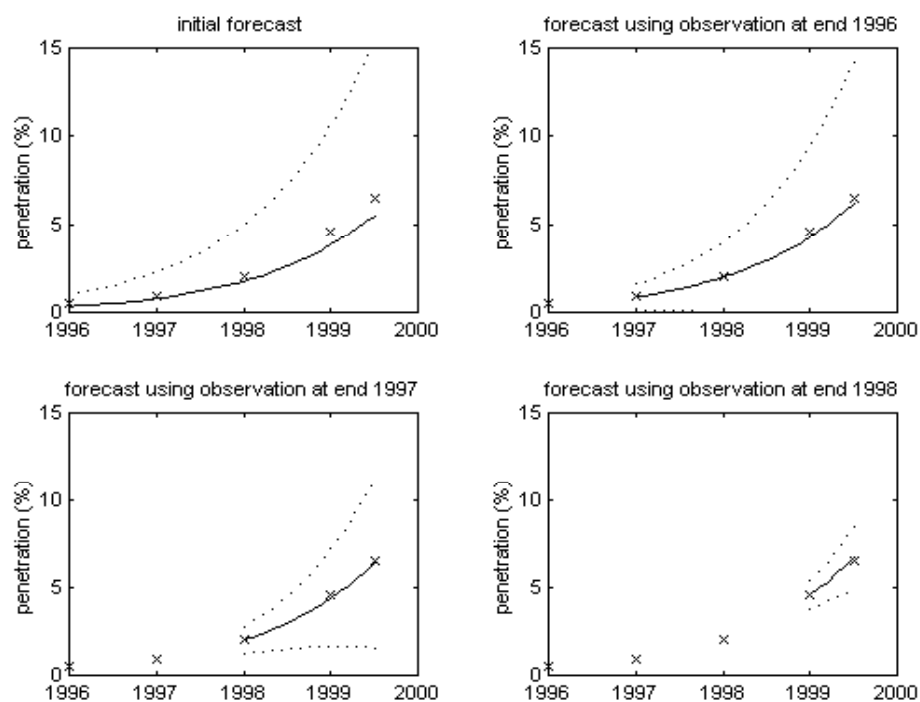 initial forecast
15
10
5
0
penetration (%)
1996 1997 1998 1999 2000
forecast using observation at end 1996
15
10
5
0
penetration (%)
1996 1997 1998 1999 2000
forecast using observation at end 1997
15
10
5
0
penetration (%)
1996 1997 1998 1999 2000
forecast using observation at end 1998
15
10
5
0
penetration (%)
1996 1997 1998 1999 2000